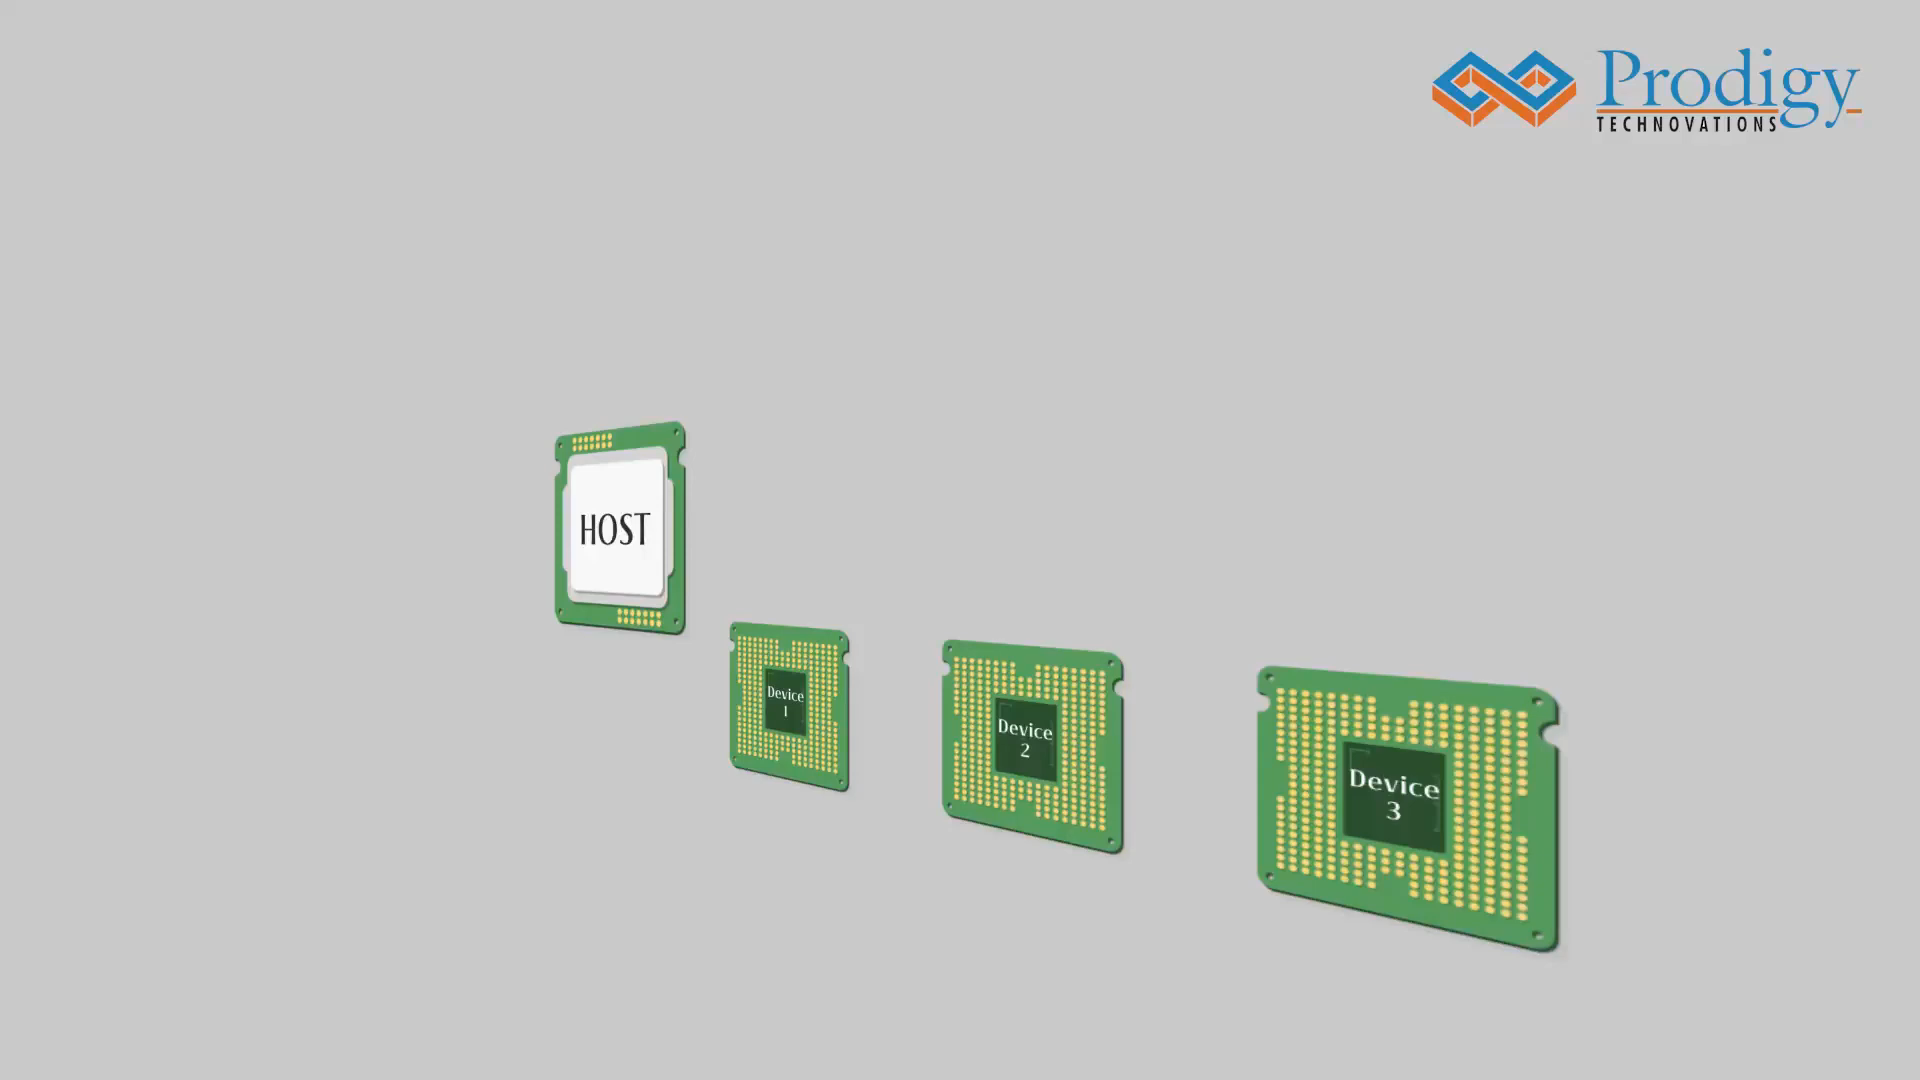 Prodigy
TECHNOVATIONS
HOST
Device
1
Device
2
Device
3